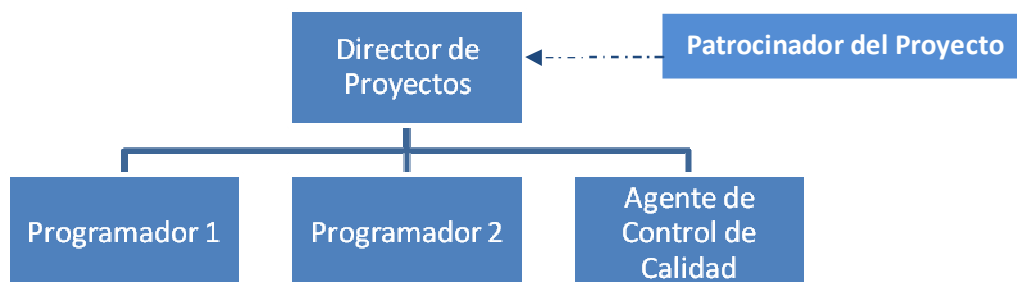 Director de
Proyectos
Patrocinador del Proyecto
Programador 1
Programador 2
Agente de
Control de
Calidad